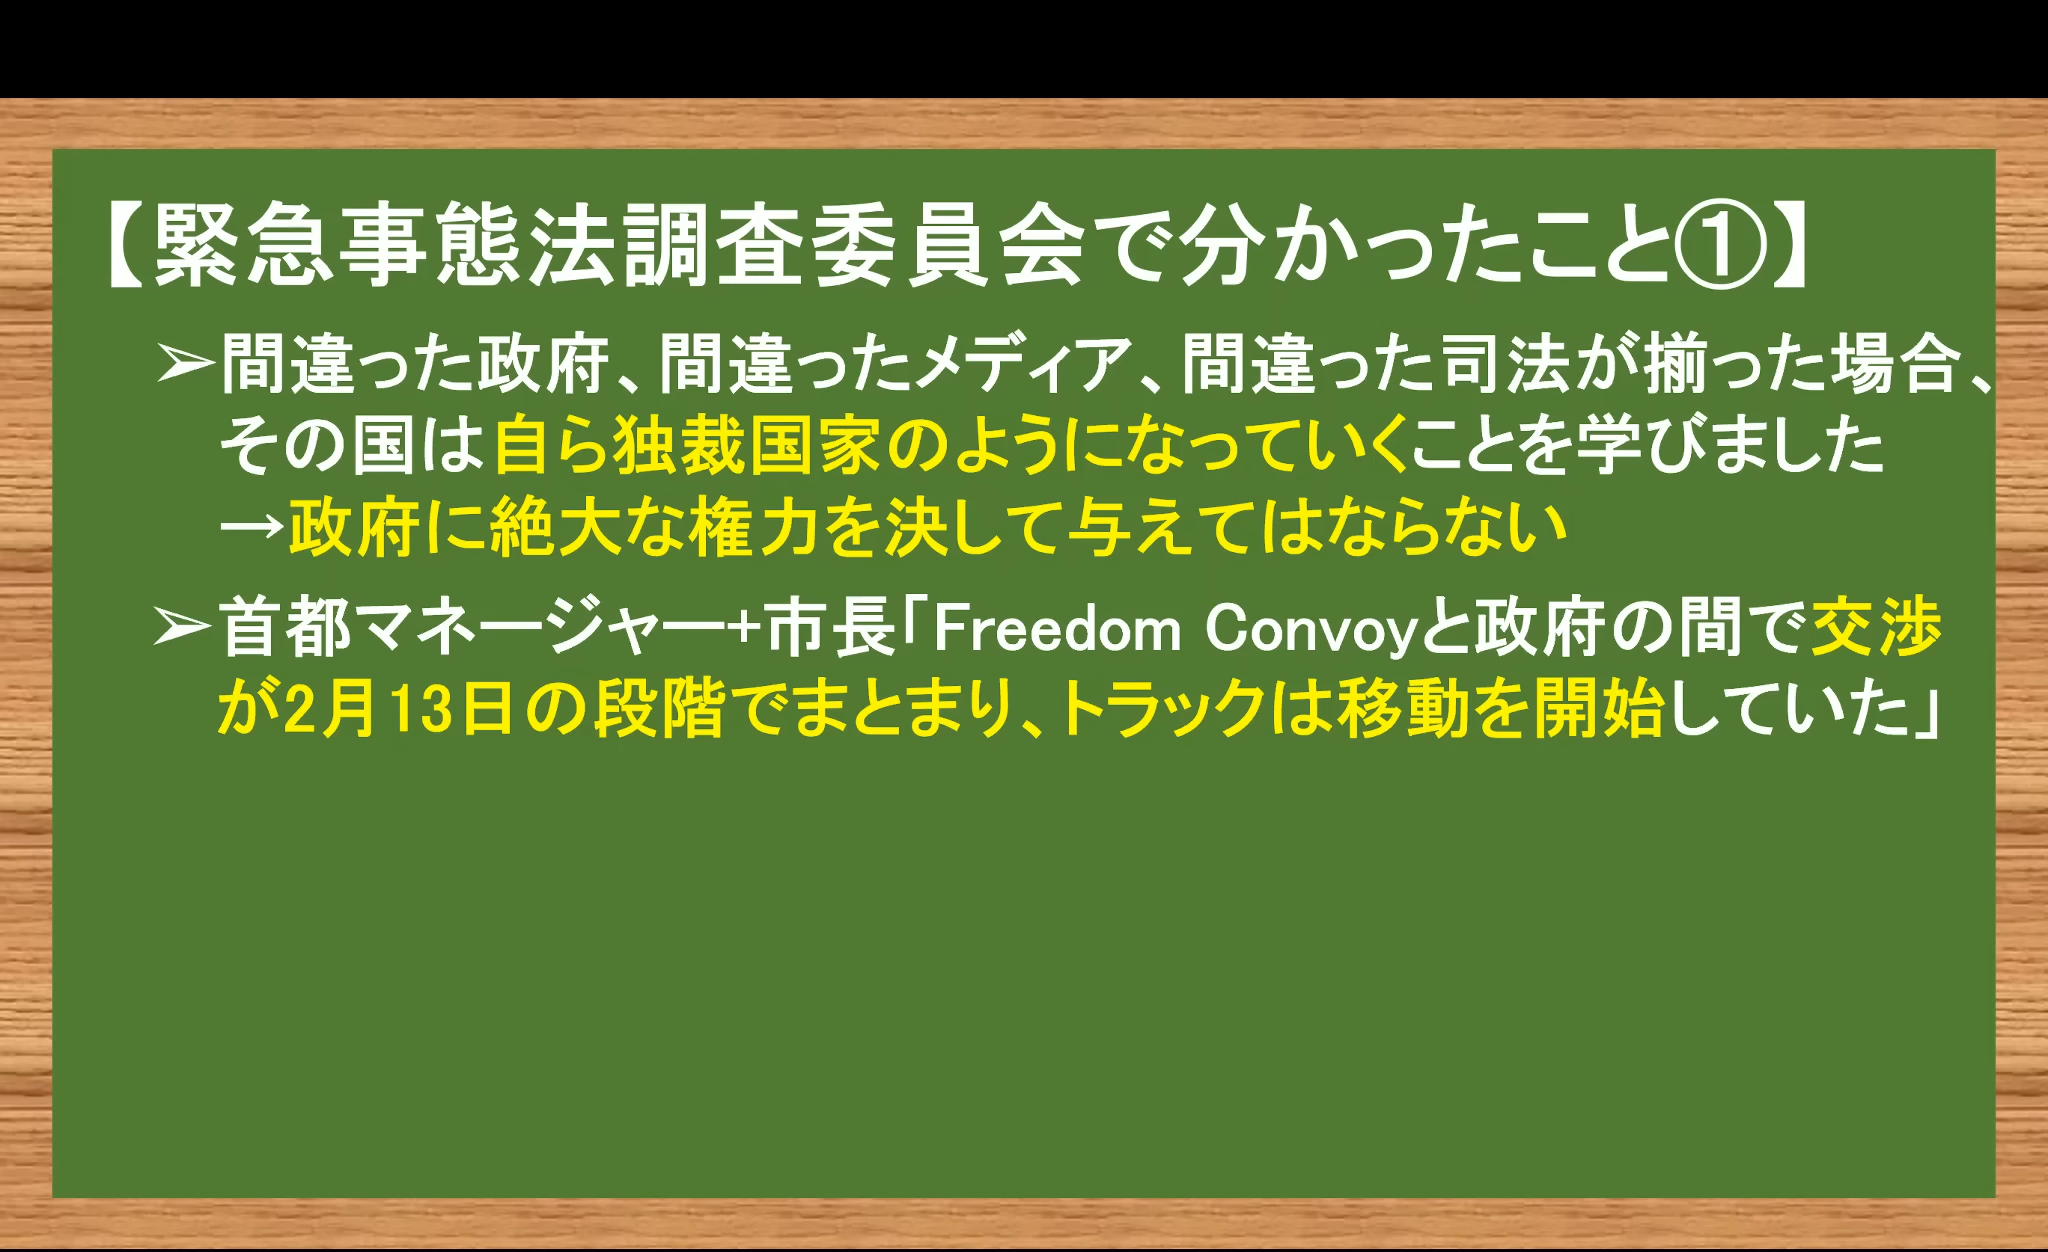 【緊急事態法調査委員会で分かったこと①】
➢間違った政府、間違ったメディア、間違った司法が揃った場合、
その国は自ら独裁国家のようになっていくことを学びました
→政府に絶大な権力を決して与えてはならない
➢首都マネージャー+市長「Freedom Convoyと政府の間で交渉
が2月13日の段階でまとまり、トラックは移動を開始していた」